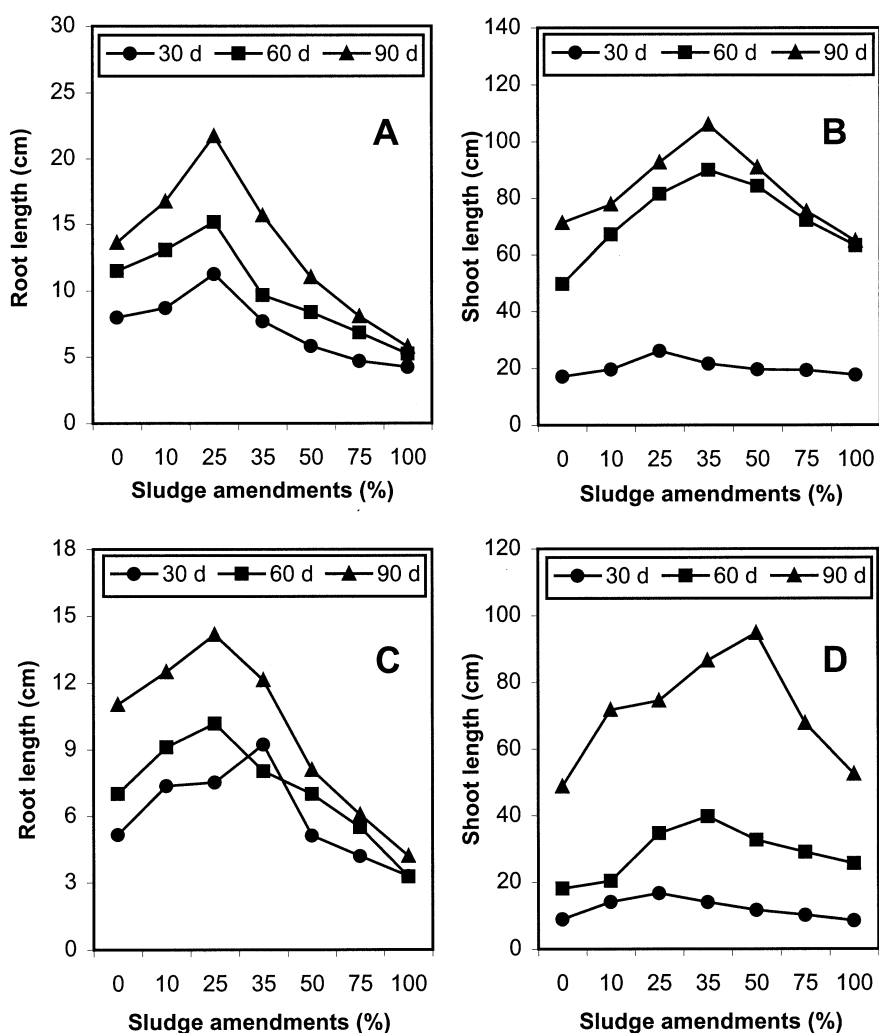 30 d 60 d 90 d
A
Root length (cm)
30
25
20
15
10
5
0
0 10 25 35 50 75 100
Sludge amendments (%)
30 d 60 d 90 d
B
Shoot length (cm)
140
120
100
80
60
40
20
0
0 10 25 35 50 75 100
Sludge amendments (%)
30 d 60 d 90 d
C
Root length (cm)
18
15
12
9
6
3
0
0 10 25 35 50 75 100
Sludge amendments (%)
30 d 60 d 90 d
D
Shoot length (cm)
120
100
80
60
40
20
0
0 10 25 35 50 75 100
Sludge amendments (%)